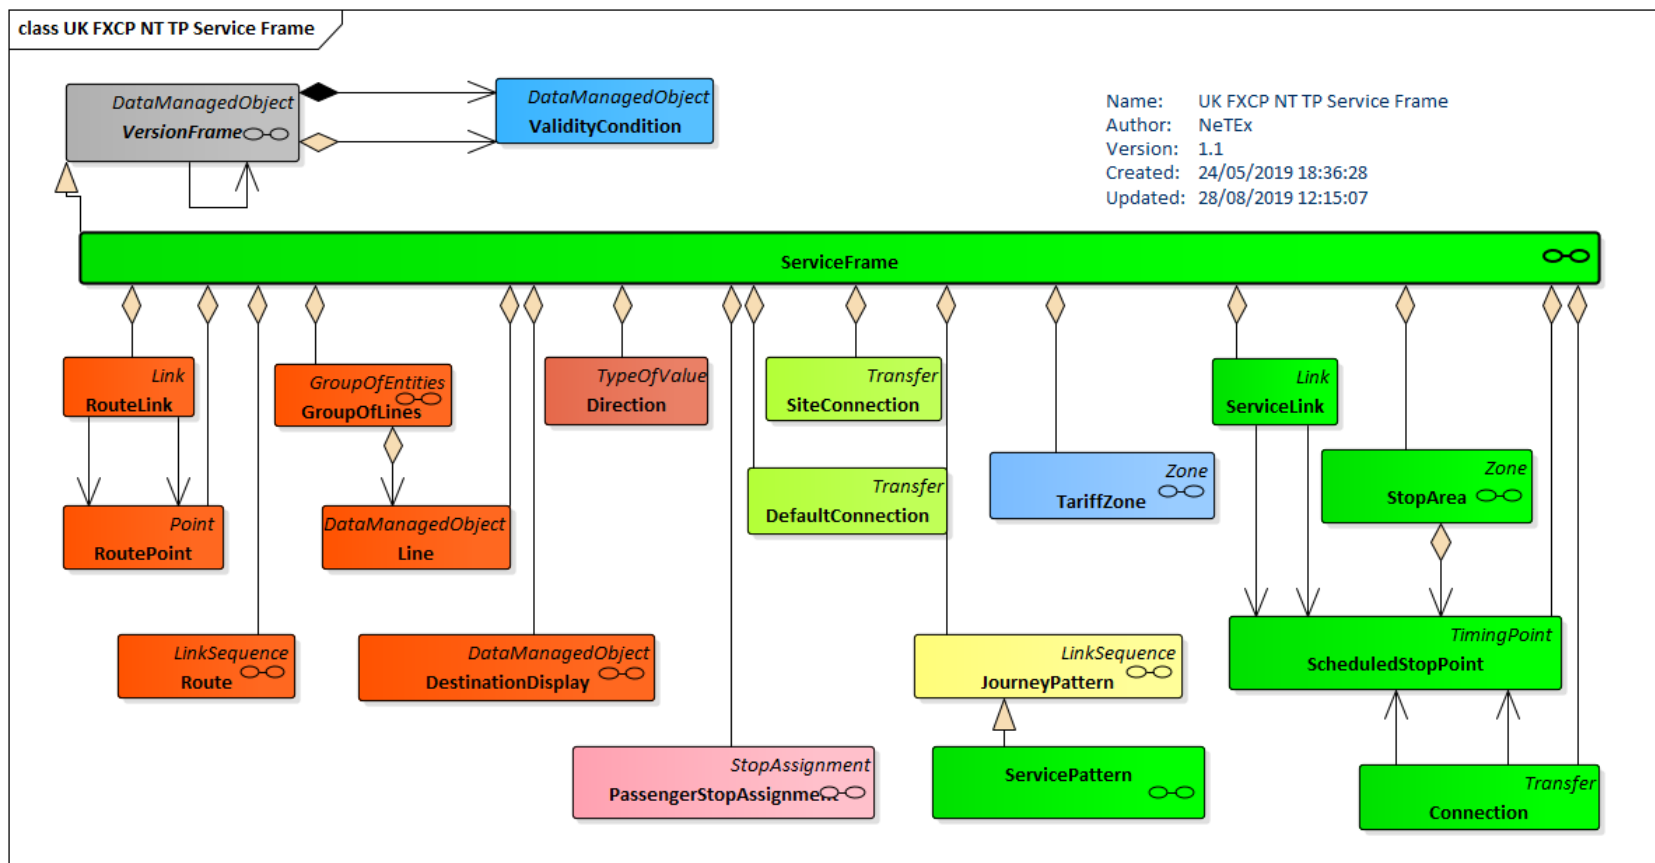 class UK FXCP NT TP Service Frame
DataManagedObject
VersionFrame
DataManagedObject
ValidityCondition
Name: UK FXCP NT TP Service Frame
Author: NeTEx
Version: 1.1
Created: 24/05/2019 18:36:28
Updated: 28/08/2019 12:15:07
ServiceFrame
Link
RouteLink
GroupOfEntities
GroupOfLines
TypeOfValue
Direction
Transfer
SiteConnection
Link
ServiceLink
Transfer
DefaultConnection
Zone
TariffZone
Zone
StopArea
Point
RoutePoint
DataManagedObject
Line
LinkSequence
Route
DataManagedObject
DestinationDisplay
LinkSequence
JourneyPattern
TimingPoint
ScheduledStopPoint
StopAssignment
PassengerStopAssignment
ServicePattern
Transfer
Connection